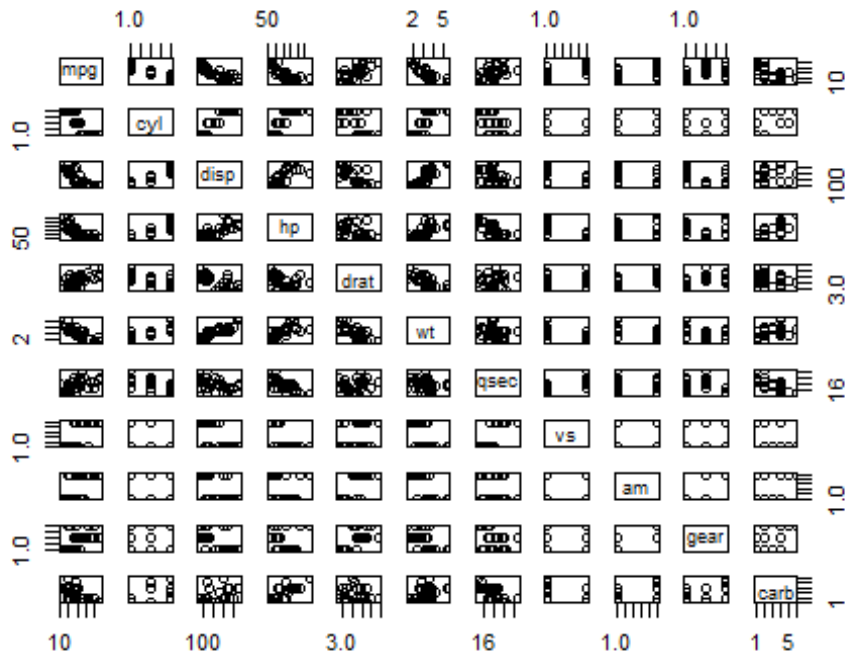 1.0 50 2 5 1.0 1.0
mpg 10
1.0 cyl
disp 100
50 hp
drat 3.0
2 wt
qsec 16
1.0 vs
am 1.0
1.0 gear
carb 1
10 100 3.0 16 1.0 1 5